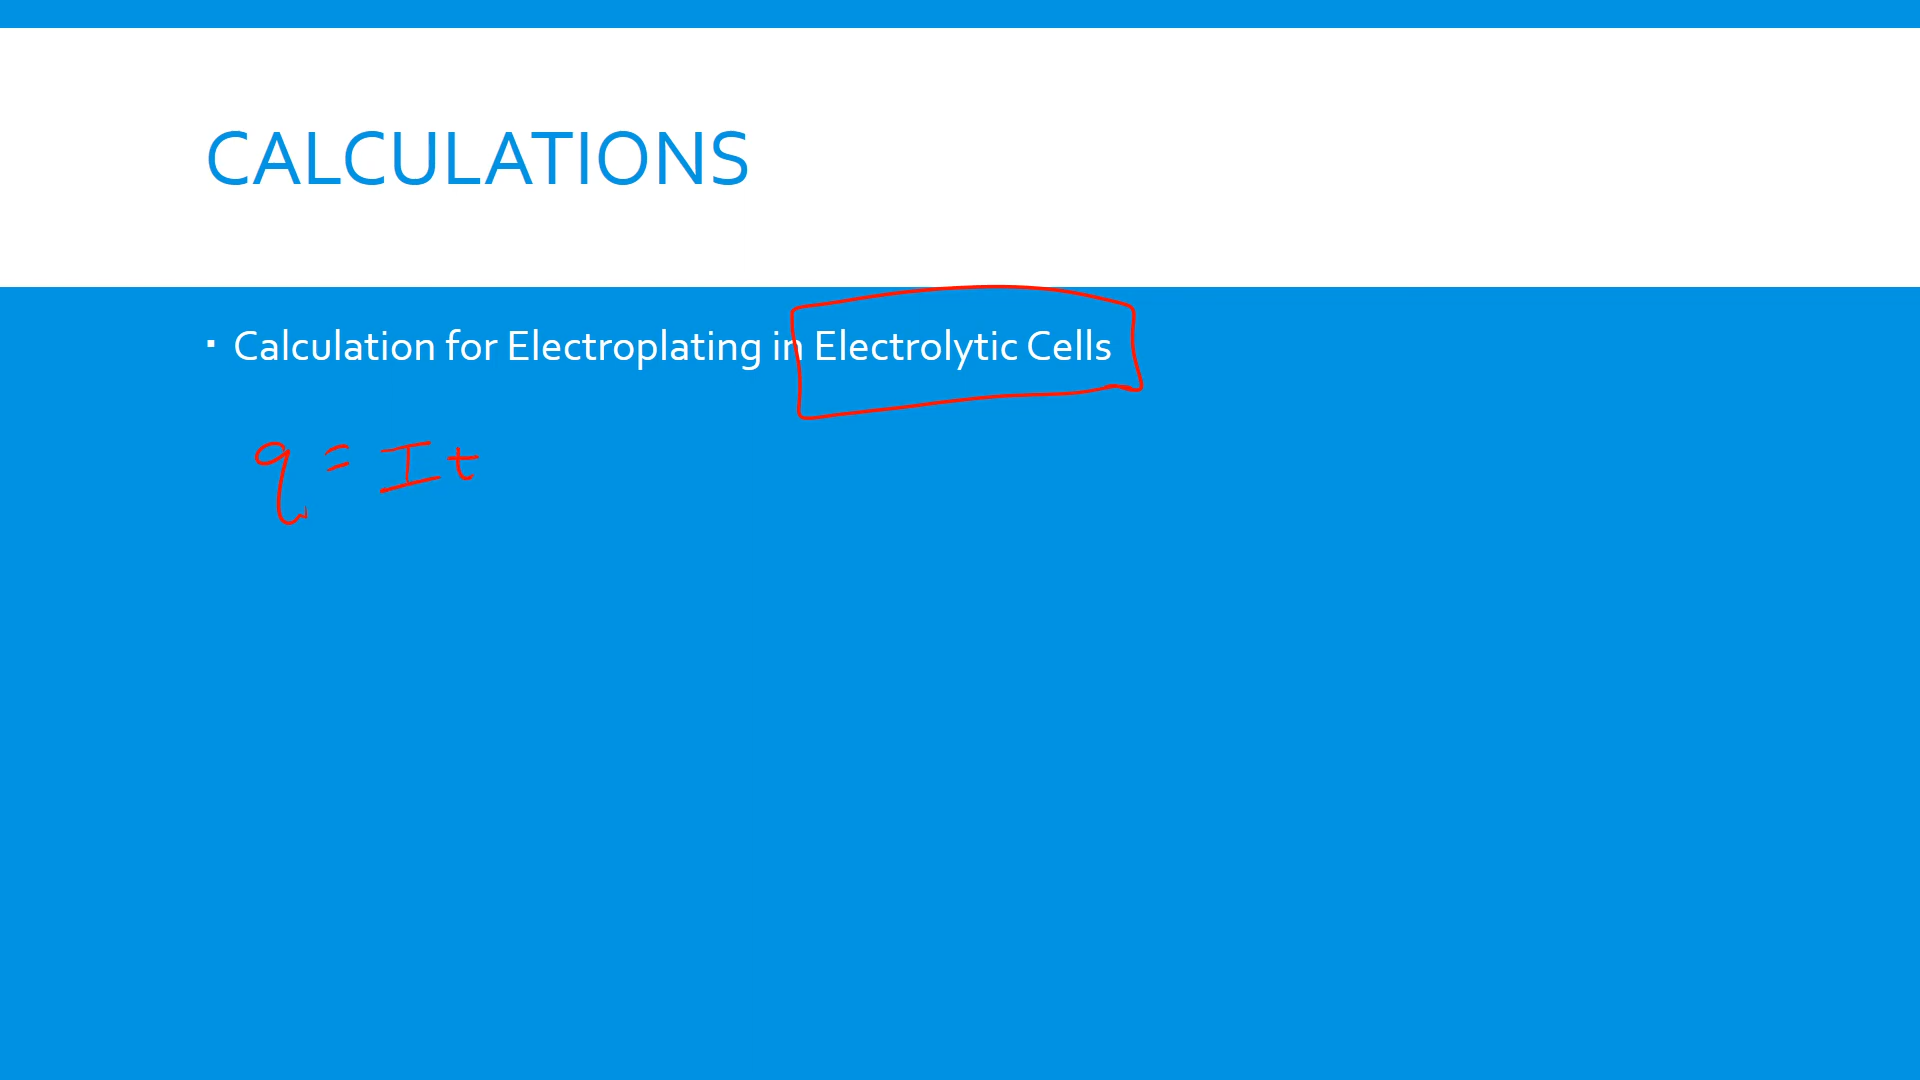 CALCULATIONS
▪ Calculation for Electroplating in Electrolytic Cells
q = It